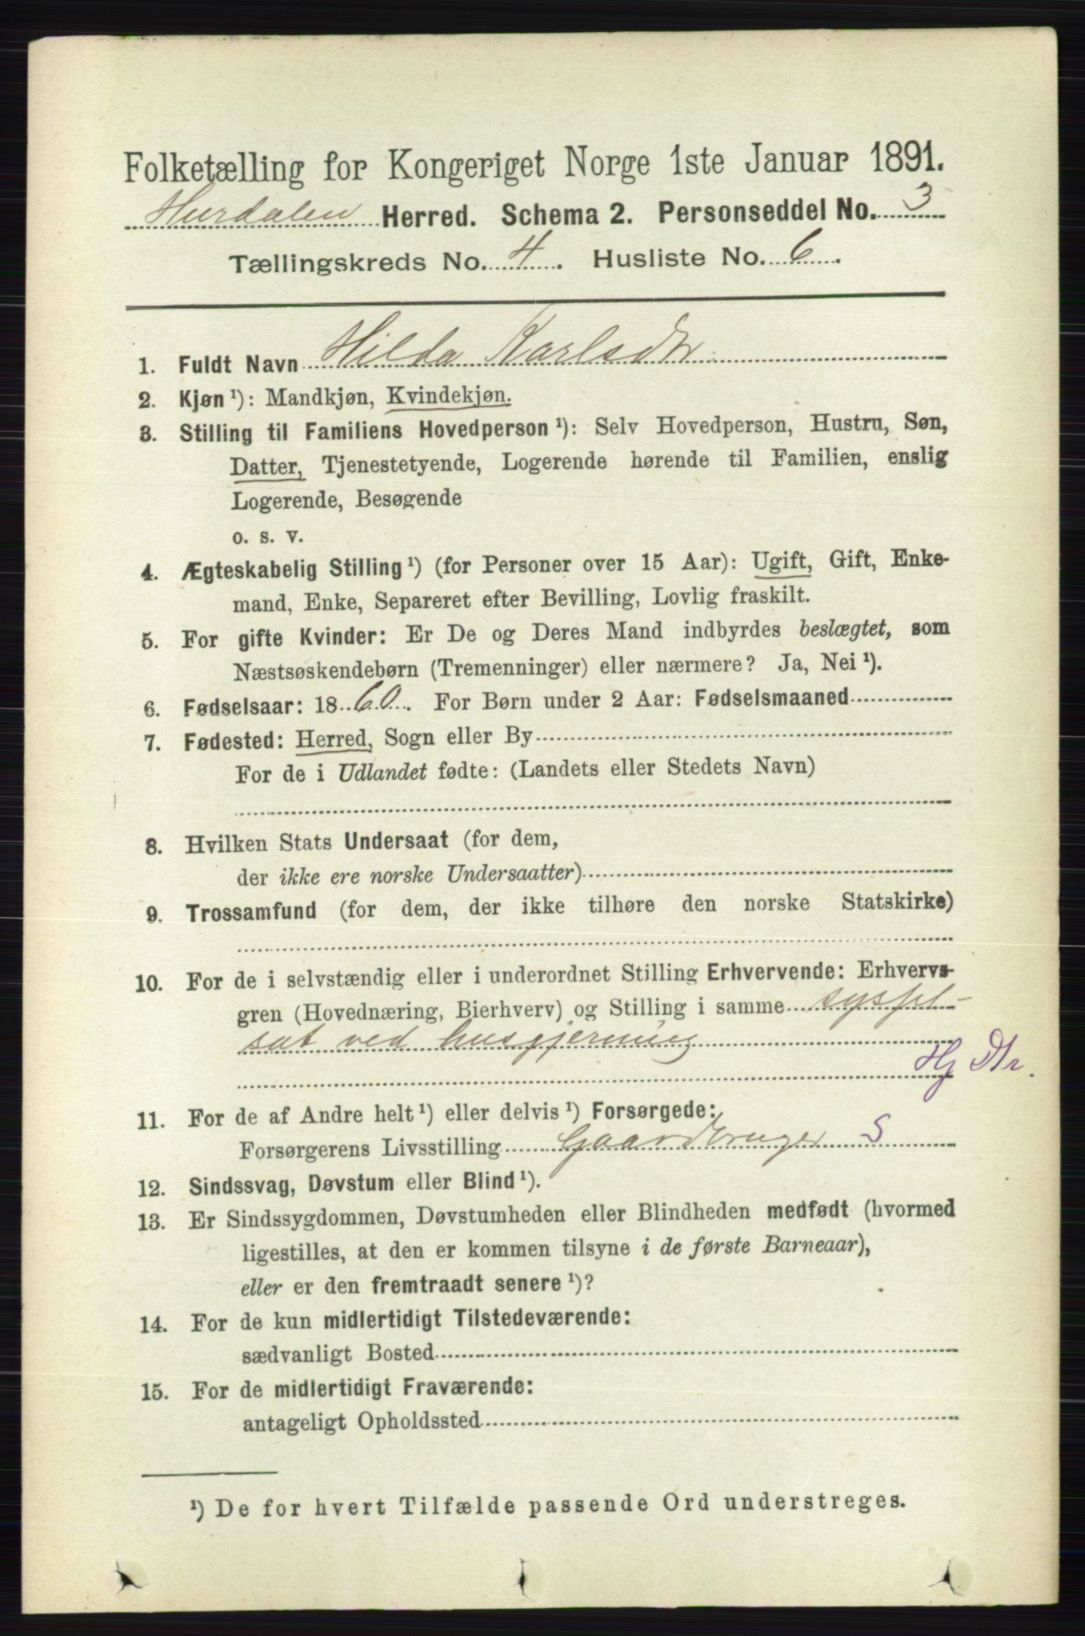 Folketælling for Kongeriget Norge 1ste Januar 1891.
Hurdalen Herred. Schema 2. Personseddel No. 3
Tællingskreds No. 4. Husliste No. 6.
1. Fuldt Navn Hilda Karlsdtr
2. Kjøn ¹): Mandkjøn, Kvindekjøn.
3. Stilling til Familiens Hovedperson ¹): Selv Hovedperson, Hustru, Søn,
Datter, Tjenestetyende, Logerende hørende til Familien, enslig
Logerende, Besøgende
o. s. v.
4. Ægteskabelig Stilling ¹) (for Personer over 15 Aar): Ugift, Gift, Enke-
mand, Enke, Separeret efter Bevilling, Lovlig fraskilt.
5. For gifte Kvinder: Er De og Deres Mand indbyrdes beslægtet, som
Næstsøskendebørn (Tremenninger) eller nærmere? Ja, Nei ¹).
6. Fødselsaar: 1860. For Børn under 2 Aar: Fødselsmaaned
7. Fødested: Herred, Sogn eller By
For de i Udlandet fødte: (Landets eller Stedets Navn)
8. Hvilken Stats Undersaat (for dem,
der ikke ere norske Undersaatter)
9. Trossamfund (for dem, der ikke tilhøre den norske Statskirke)
10. For de i selvstændig eller i underordnet Stilling Erhvervende: Erhvervs-
gren (Hovednæring, Bierhverv) og Stilling i samme syssel-
sat ved husgjerning
Hj Dtr.
11. For de af Andre helt ¹) eller delvis ¹) Forsørgede:
Forsørgerens Livsstilling Gaardbruger S
12. Sindssvag, Døvstum eller Blind ¹).
13. Er Sindssygdommen, Døvstumheden eller Blindheden medfødt (hvormed
ligestilles, at den er kommen tilsyne i de første Barneaar),
eller er den fremtraadt senere ¹)?
14. For de kun midlertidigt Tilstedeværende:
sædvanligt Bosted
15. For de midlertidigt Fraværende:
antageligt Opholdssted
¹) De for hvert Tilfælde passende Ord understreges.